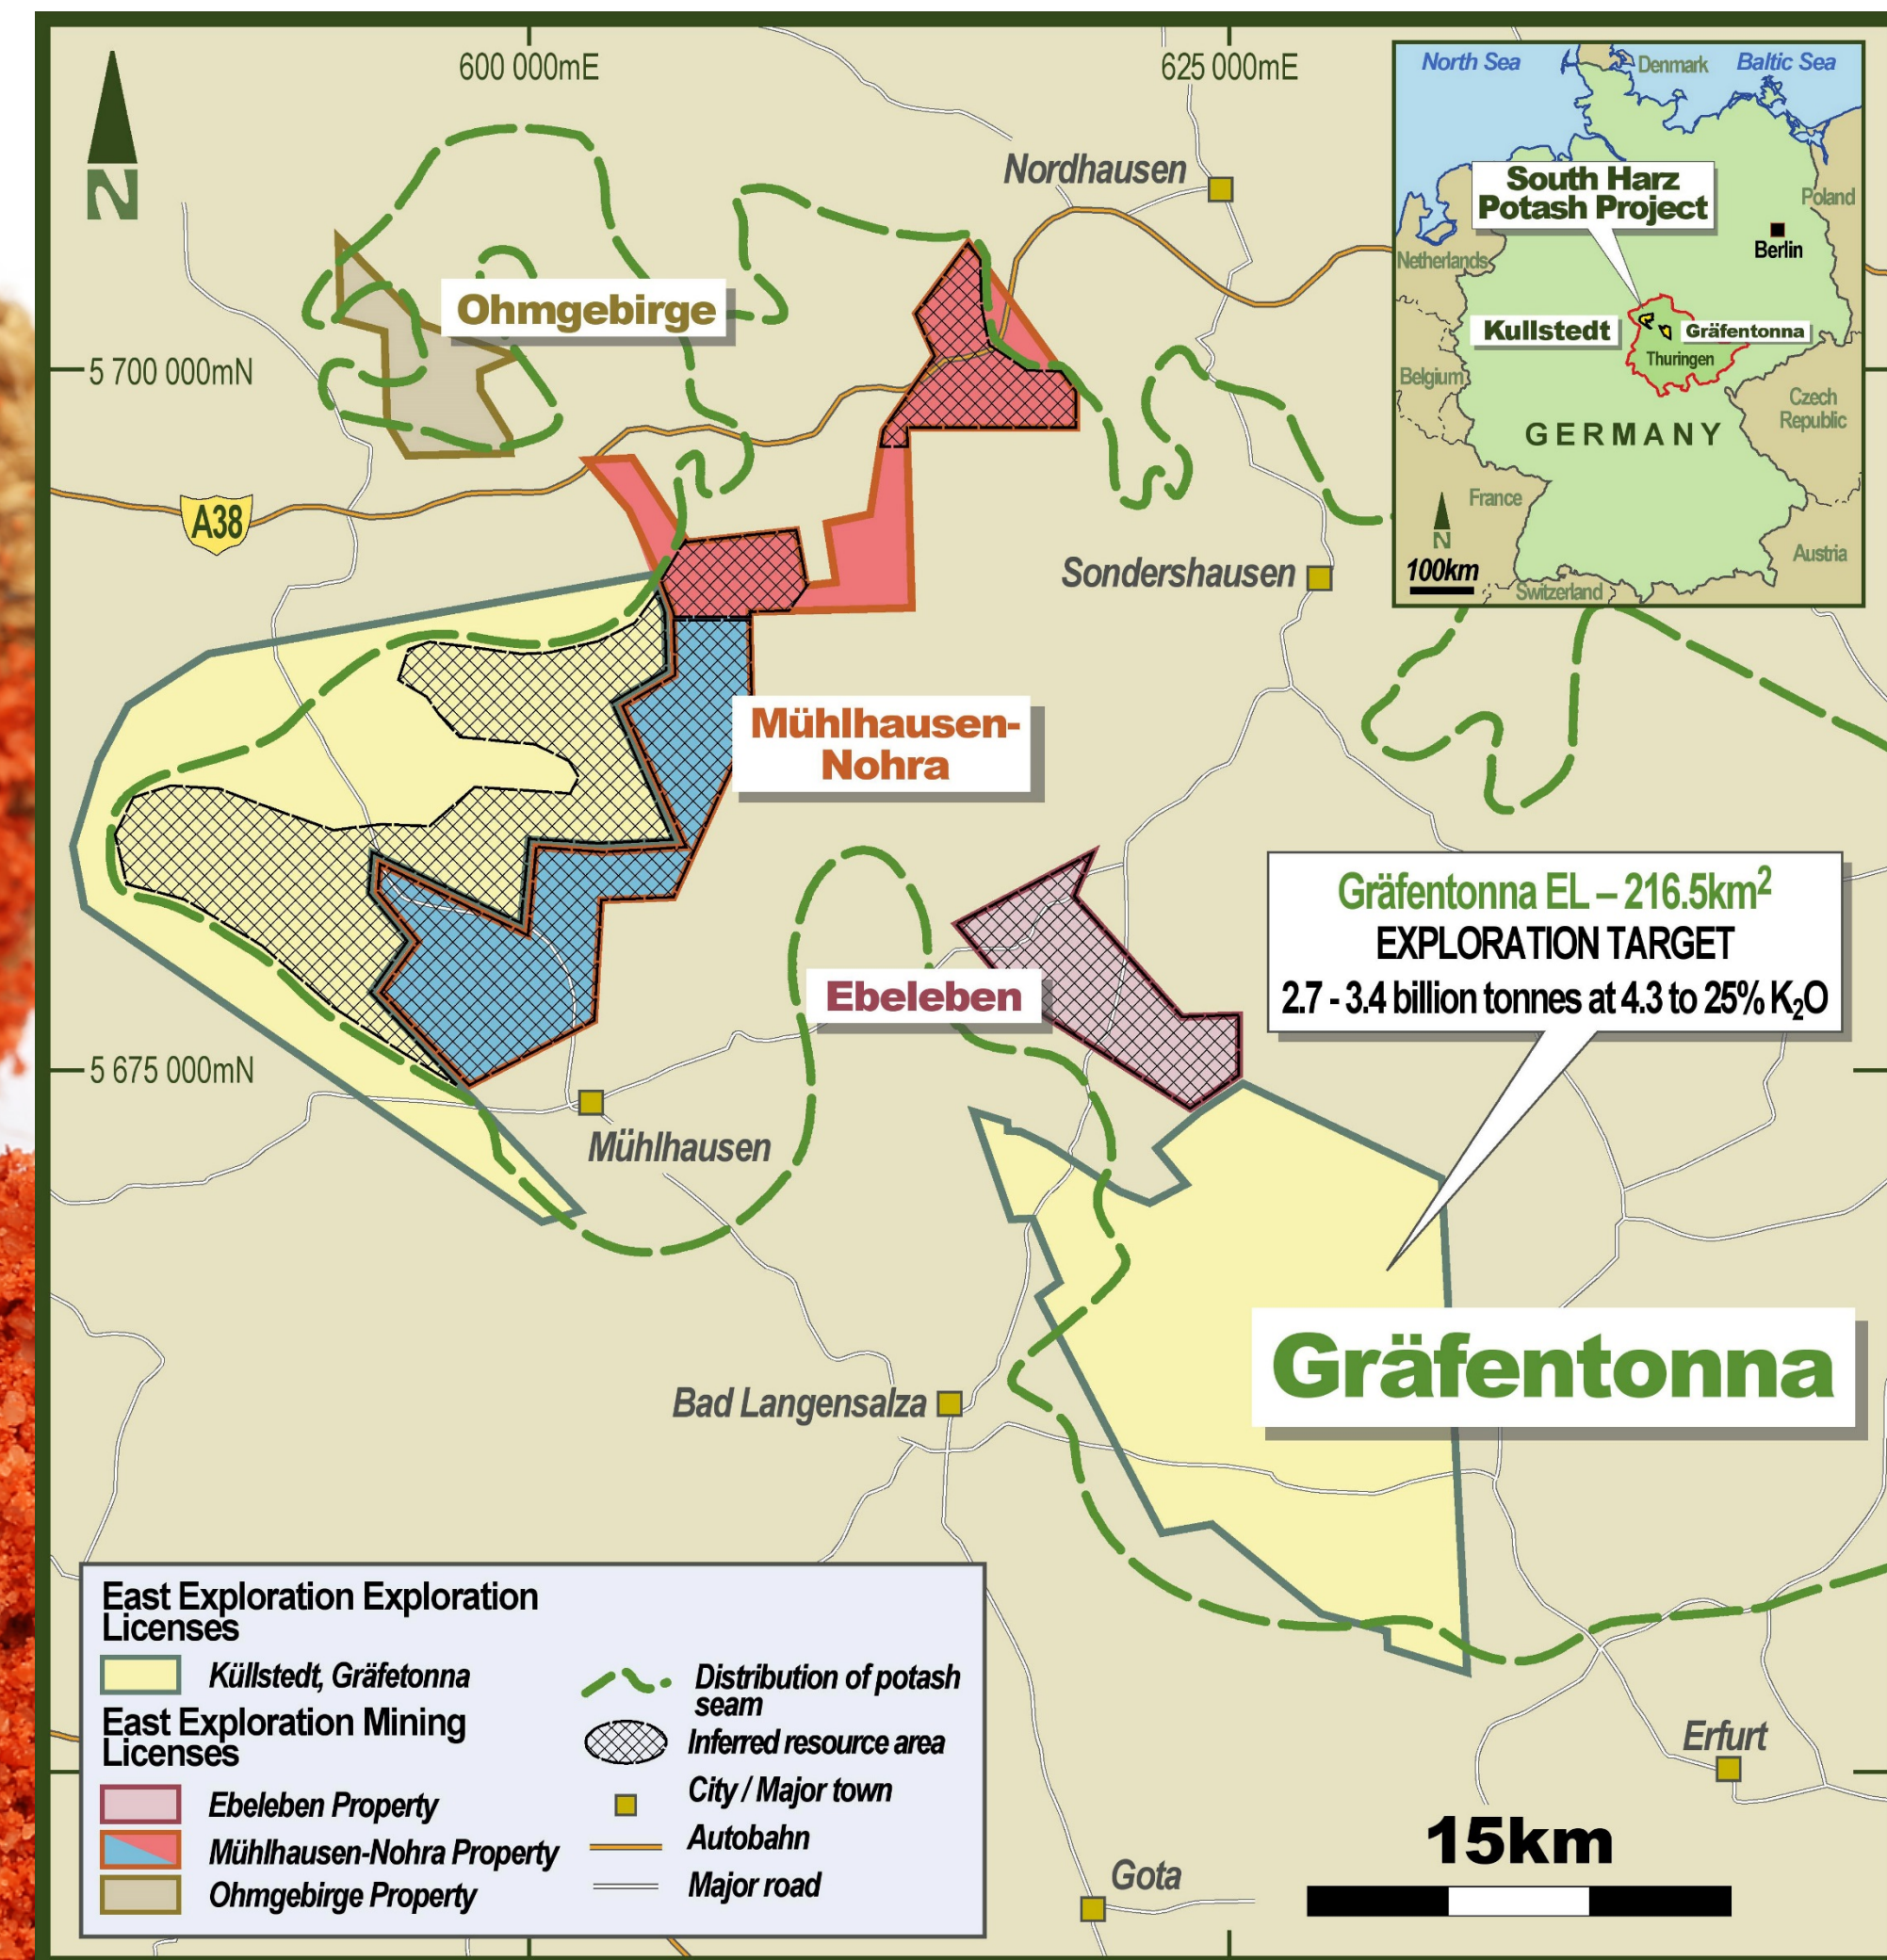 600 000mE
625 000mE
N
Nordhausen
Ohmgebirge
5 700 000mN
A38
Sondershausen
Mühlhausen-
Nohra
Ebeleben
5 675 000mN
Mühlhausen
Bad Langensalza
Gräfentonna EL – 216.5km²
EXPLORATION TARGET
2.7 - 3.4 billion tonnes at 4.3 to 25% K₂O
Gräfentonna
Erfurt
Gota
15km
North Sea
Denmark
Baltic Sea
South Harz
Potash Project
Poland
Berlin
Netherlands
Kullstedt
Gräfentonna
Thuringen
Belgium
Czech
Republic
GERMANY
France
N
100km
Austria
Switzerland
East Exploration Exploration
Licenses
Küllstedt, Gräfetonna
East Exploration Mining
Licenses
Ebeleben Property
Mühlhausen-Nohra Property
Ohmgebirge Property
Distribution of potash
seam
Inferred resource area
City / Major town
Autobahn
Major road